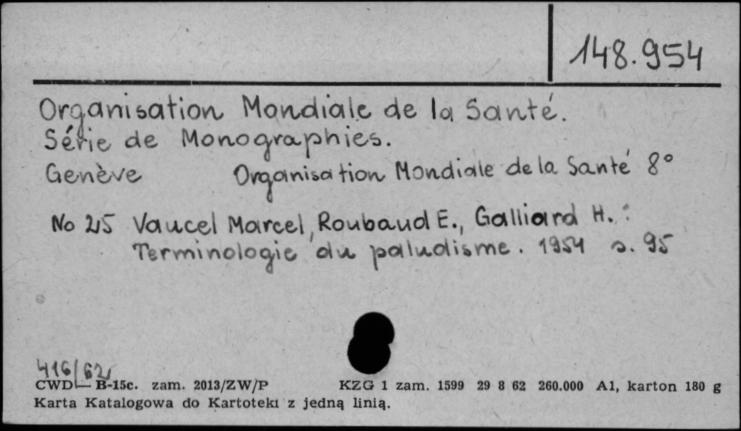 148.954
Organisation Mondiale de la Santé.
Série de Monographies.
Genève Organisation Mondiale de la Santé 8°
No 25 Vaucel Marcel, Roubaud E., Galliard H. :
Terminologie du paludisme. 1954 s. 95
416/62
CWD — B-15c. zam. 2013/ZW/P KZG 1 zam. 1599 29 8 62 260.000 A1, karton 180 g
Karta Katalogowa do Kartoteki z jedną linią.